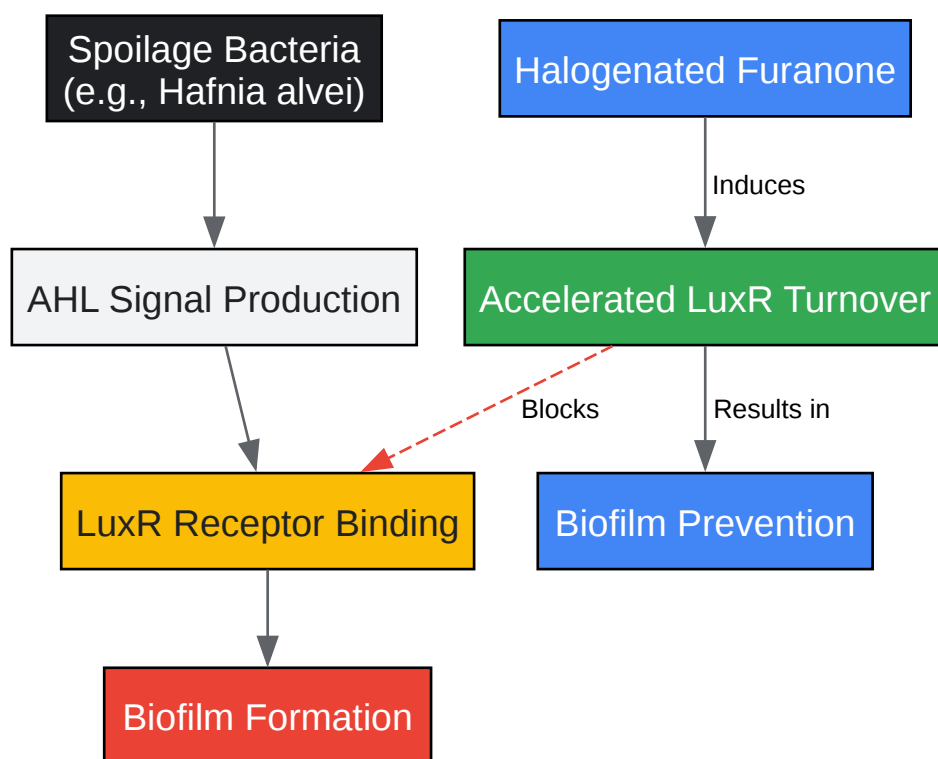 Spoilage Bacteria
(e.g., Hafnia alvei)
Halogenated Furanone
Induces
AHL Signal Production
Accelerated LuxR Turnover
Blocks
Results in
LuxR Receptor Binding
Biofilm Prevention
Biofilm Formation